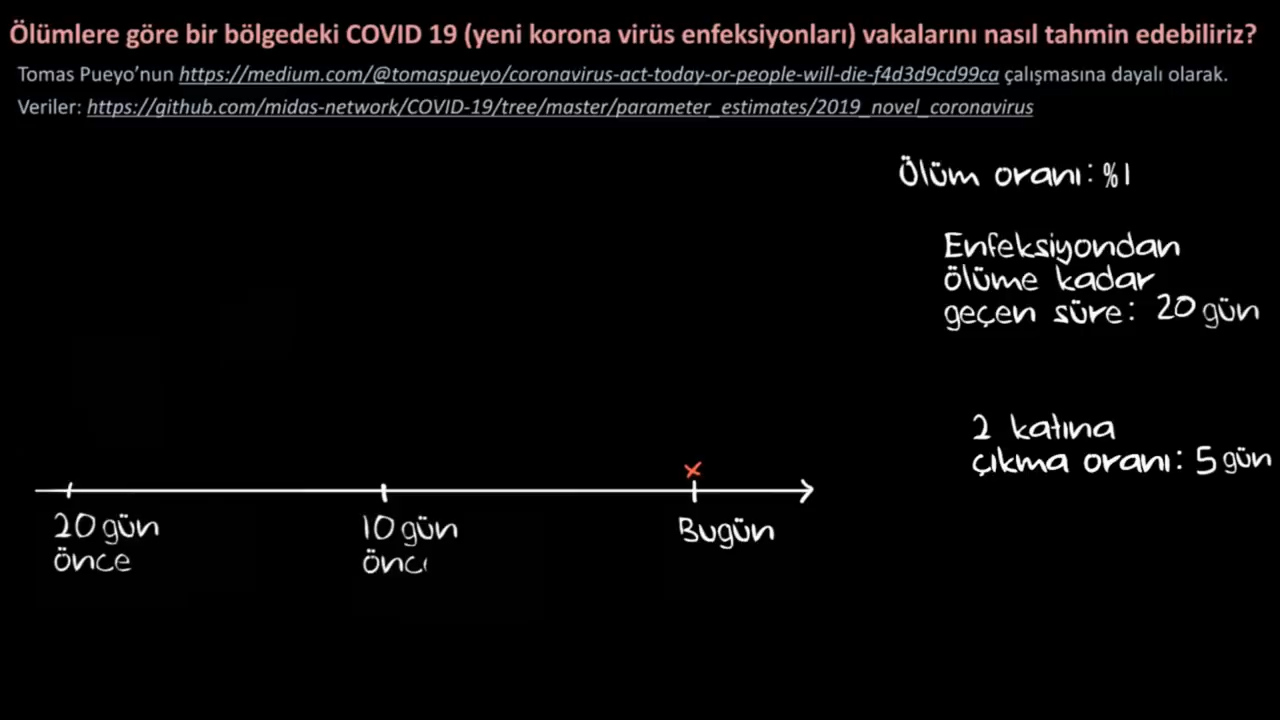 Ölümlere göre bir bölgedeki COVID 19 (yeni korona virüs enfeksiyonları) vakalarını nasıl tahmin edebiliriz?
Tomas Pueyo’nun https://medium.com/@tomaspueyo/coronavirus-act-today-or-people-will-die-f4d3d9cd99ca çalışmasına dayalı olarak.
Veriler: https://github.com/midas-network/COVID-19/tree/master/parameter_estimates/2019_novel_coronavirus
Ölüm oranı: %1
Enfeksiyondan
ölüme kadar
geçen süre: 20 gün
2 katına
çıkma oranı: 5 gün
x
20 gün
önce
10 gün
önc
Bugün